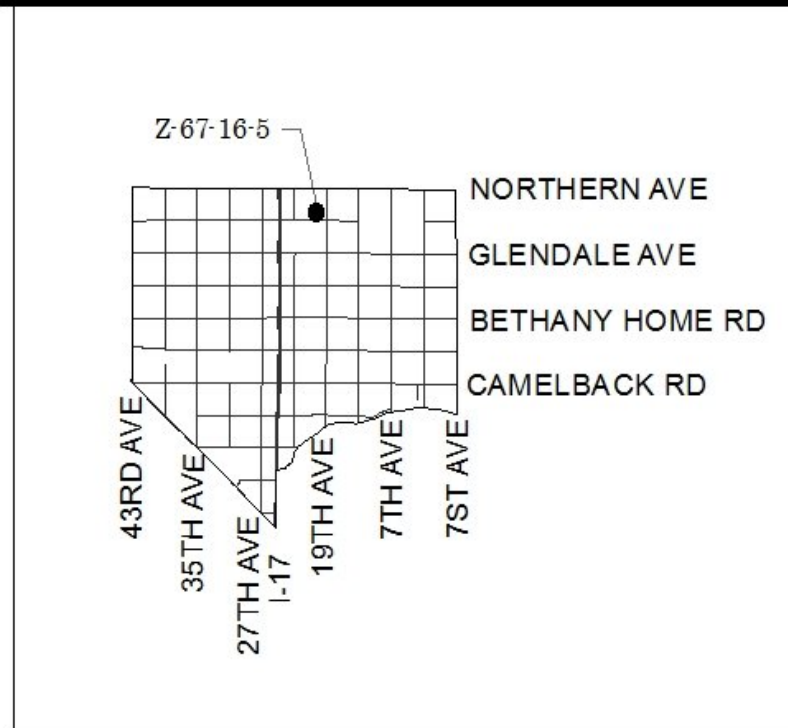 Z-67-16-5
NORTHERN AVE
GLENDALE AVE
BETHANY HOME RD
CAMELBACK RD
43RD AVE
35TH AVE
27TH AVE
I-17
19TH AVE
7TH AVE
7ST AVE